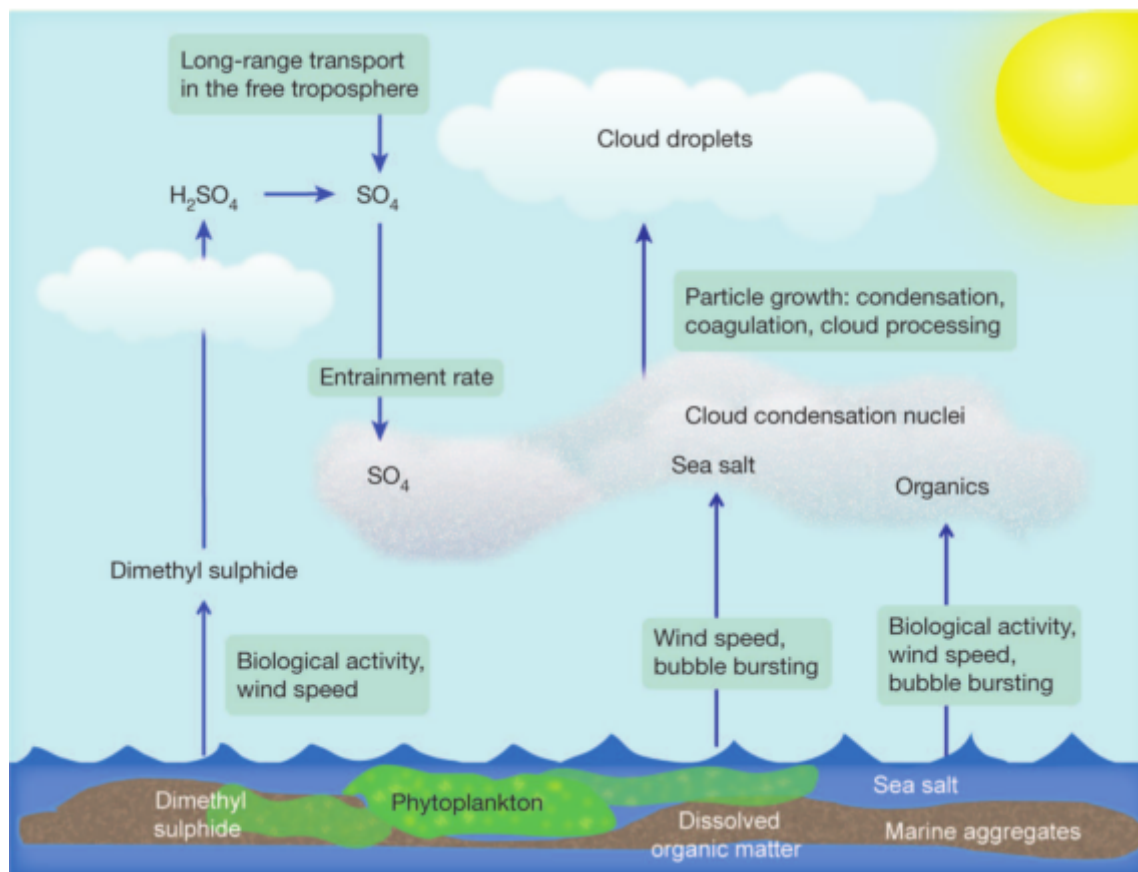 Long-range transport
in the free troposphere
Cloud droplets
H₂SO₄
SO₄
Particle growth: condensation,
coagulation, cloud processing
Entrainment rate
Cloud condensation nuclei
Sea salt
SO₄
Organics
Dimethyl sulphide
Biological activity,
wind speed
Wind speed,
bubble bursting
Biological activity,
wind speed,
bubble bursting
Dimethyl
sulphide
Phytoplankton
Sea salt
Dissolved
organic matter
Marine aggregates